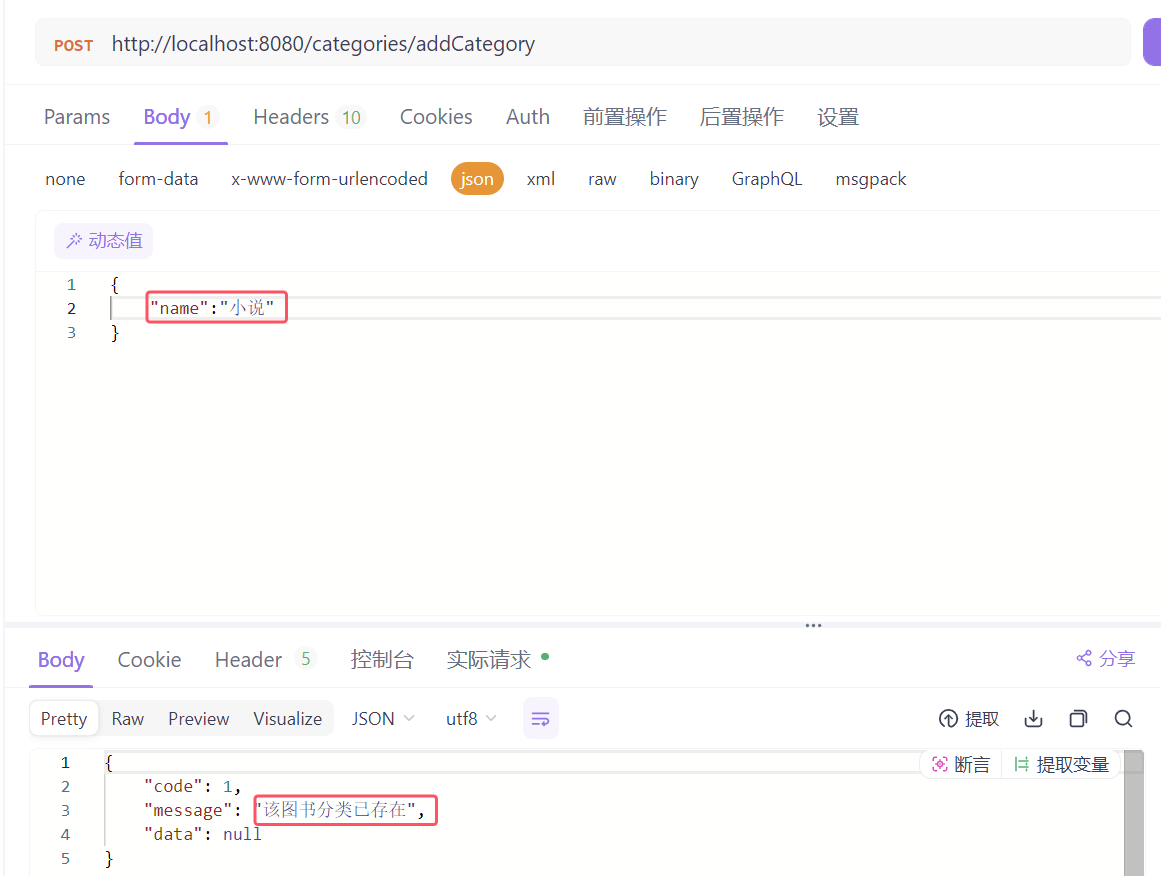 POST http://localhost:8080/categories/addCategory
Params Body 1 Headers 10 Cookies Auth 前置操作 后置操作 设置
none form-data x-www-form-urlencoded json xml raw binary GraphQL msgpack
动态值
1 {
2 "name":"小说"
3 }
Body Cookie Header 5 控制台 实际请求 分享
Pretty Raw Preview Visualize JSON utf8 提取
1 { 断言 提取变量
2 "code": 1,
3 "message": "该图书分类已存在",
4 "data": null
5 }